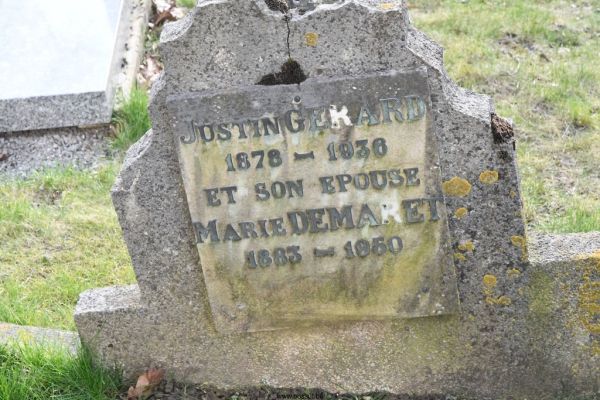 JUSTIN GERARD
1878 – 1936
ET SON EPOUSE
MARIE DEMARET
1883 – 1950